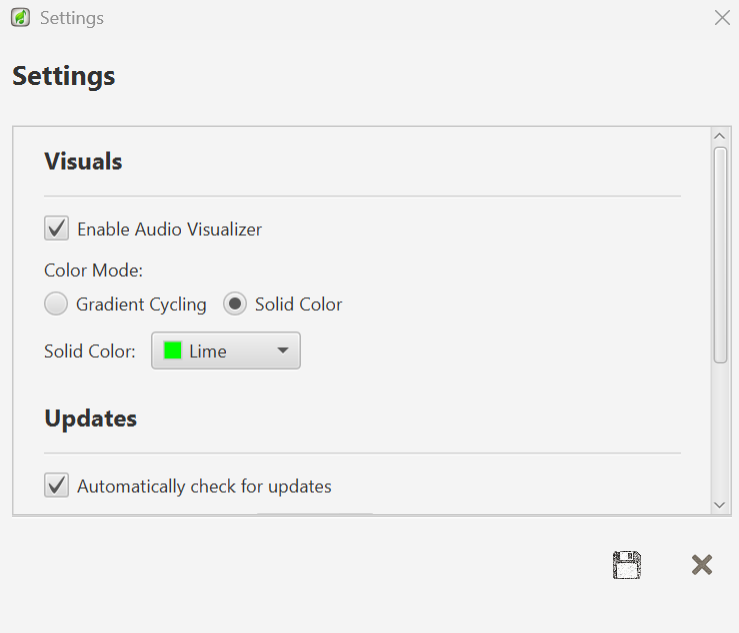 Settings
Settings
Visuals
Enable Audio Visualizer
Color Mode:
Gradient Cycling Solid Color
Solid Color: Lime
Updates
Automatically check for updates